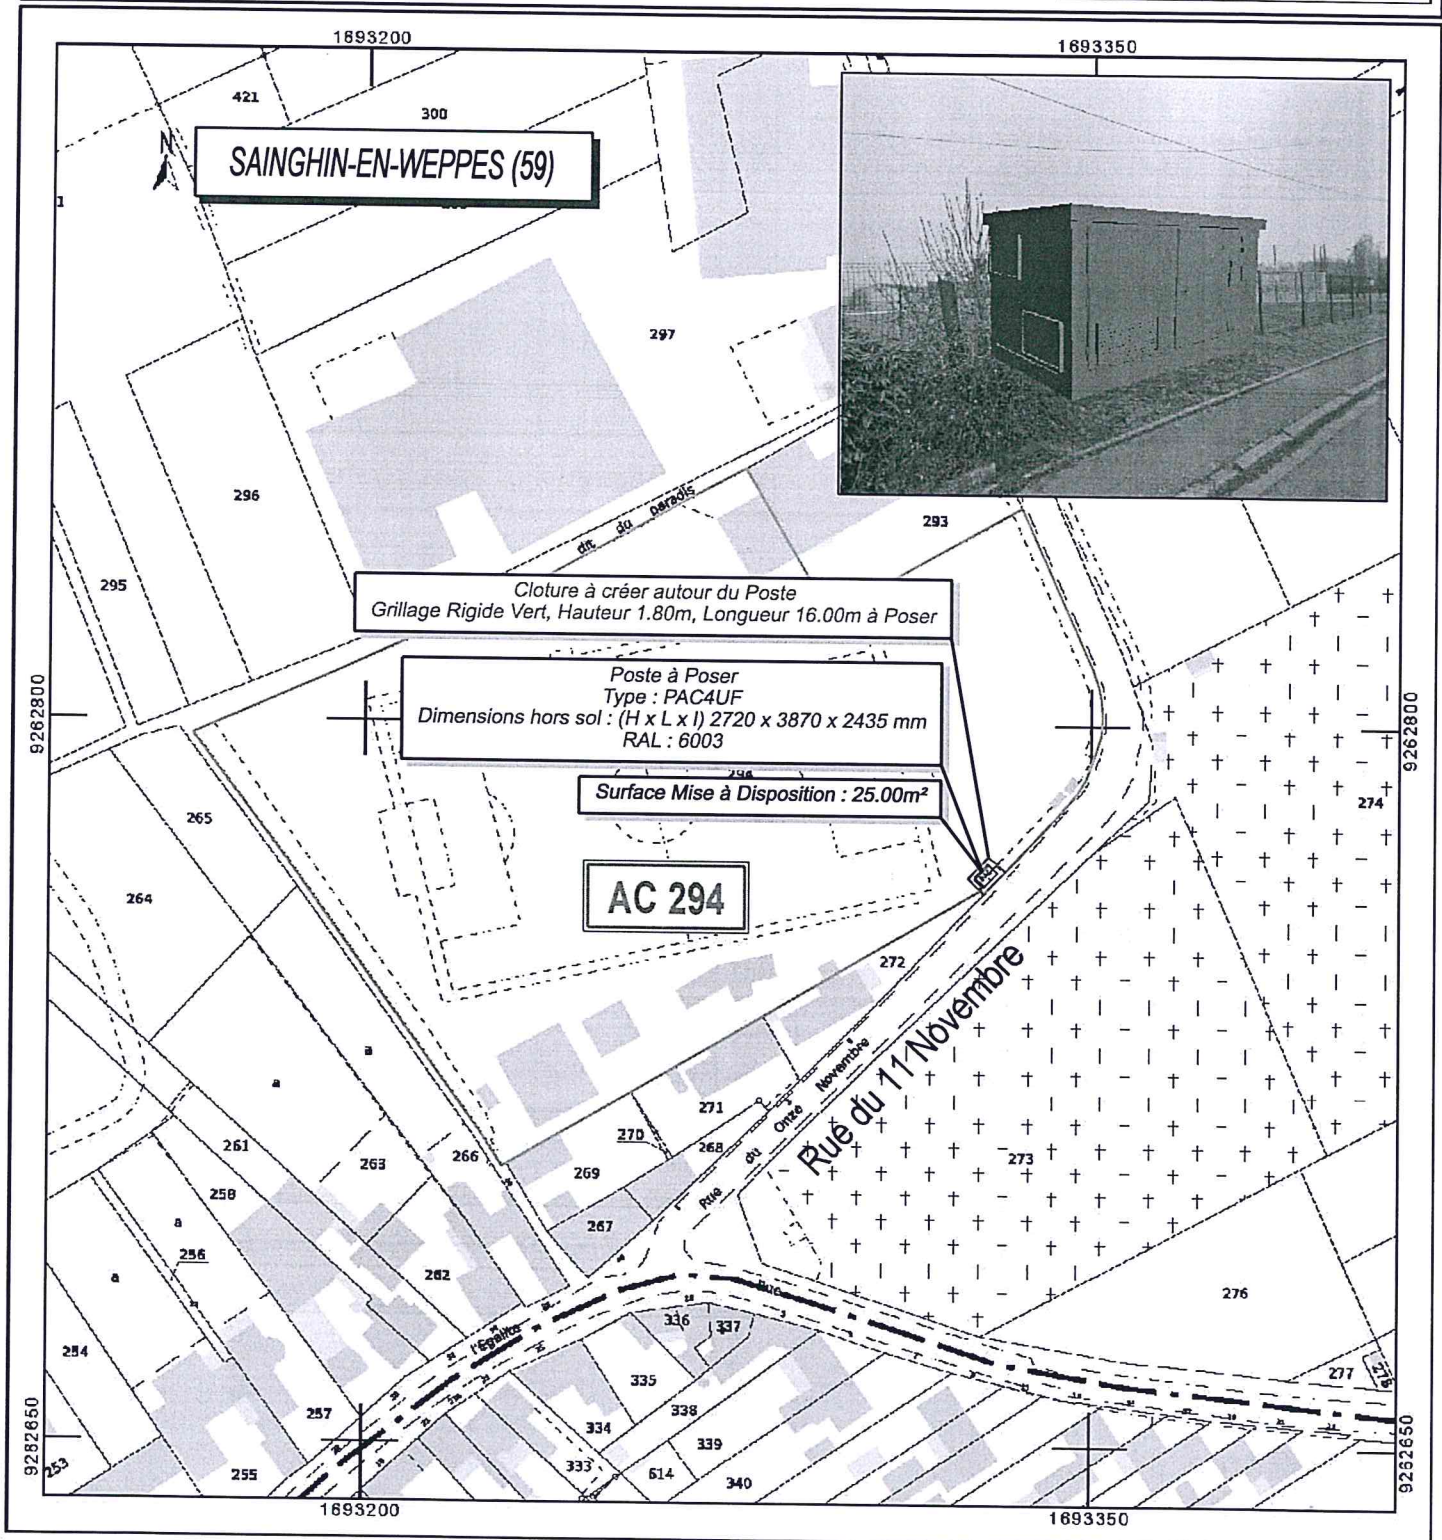 1693200
1693350
421
300
N
SAINGHIN-EN-WEPPES (59)
1
297
296
dit du paradis
293
295
Cloture à créer autour du Poste
Grillage Rigide Vert, Hauteur 1.80m, Longueur 16.00m à Poser
Poste à Poser
Type : PAC4UF
Dimensions hors sol : (H x L x l) 2720 x 3870 x 2435 mm
RAL : 6003
9262800
9262800
294
Surface Mise à Disposition : 25.00m²
265
274
264
AC 294
272
Rue du 11 Novembre
a
a
Rue du Onze Novembre
271
270
268
261
263
266
269
273
258
267
a
256
a
262
276
Rue
l'Egalité
336
337
254
335
277
278
257
334
338
339
9262650
9262650
253
255
333
614
340
1693200
1693350